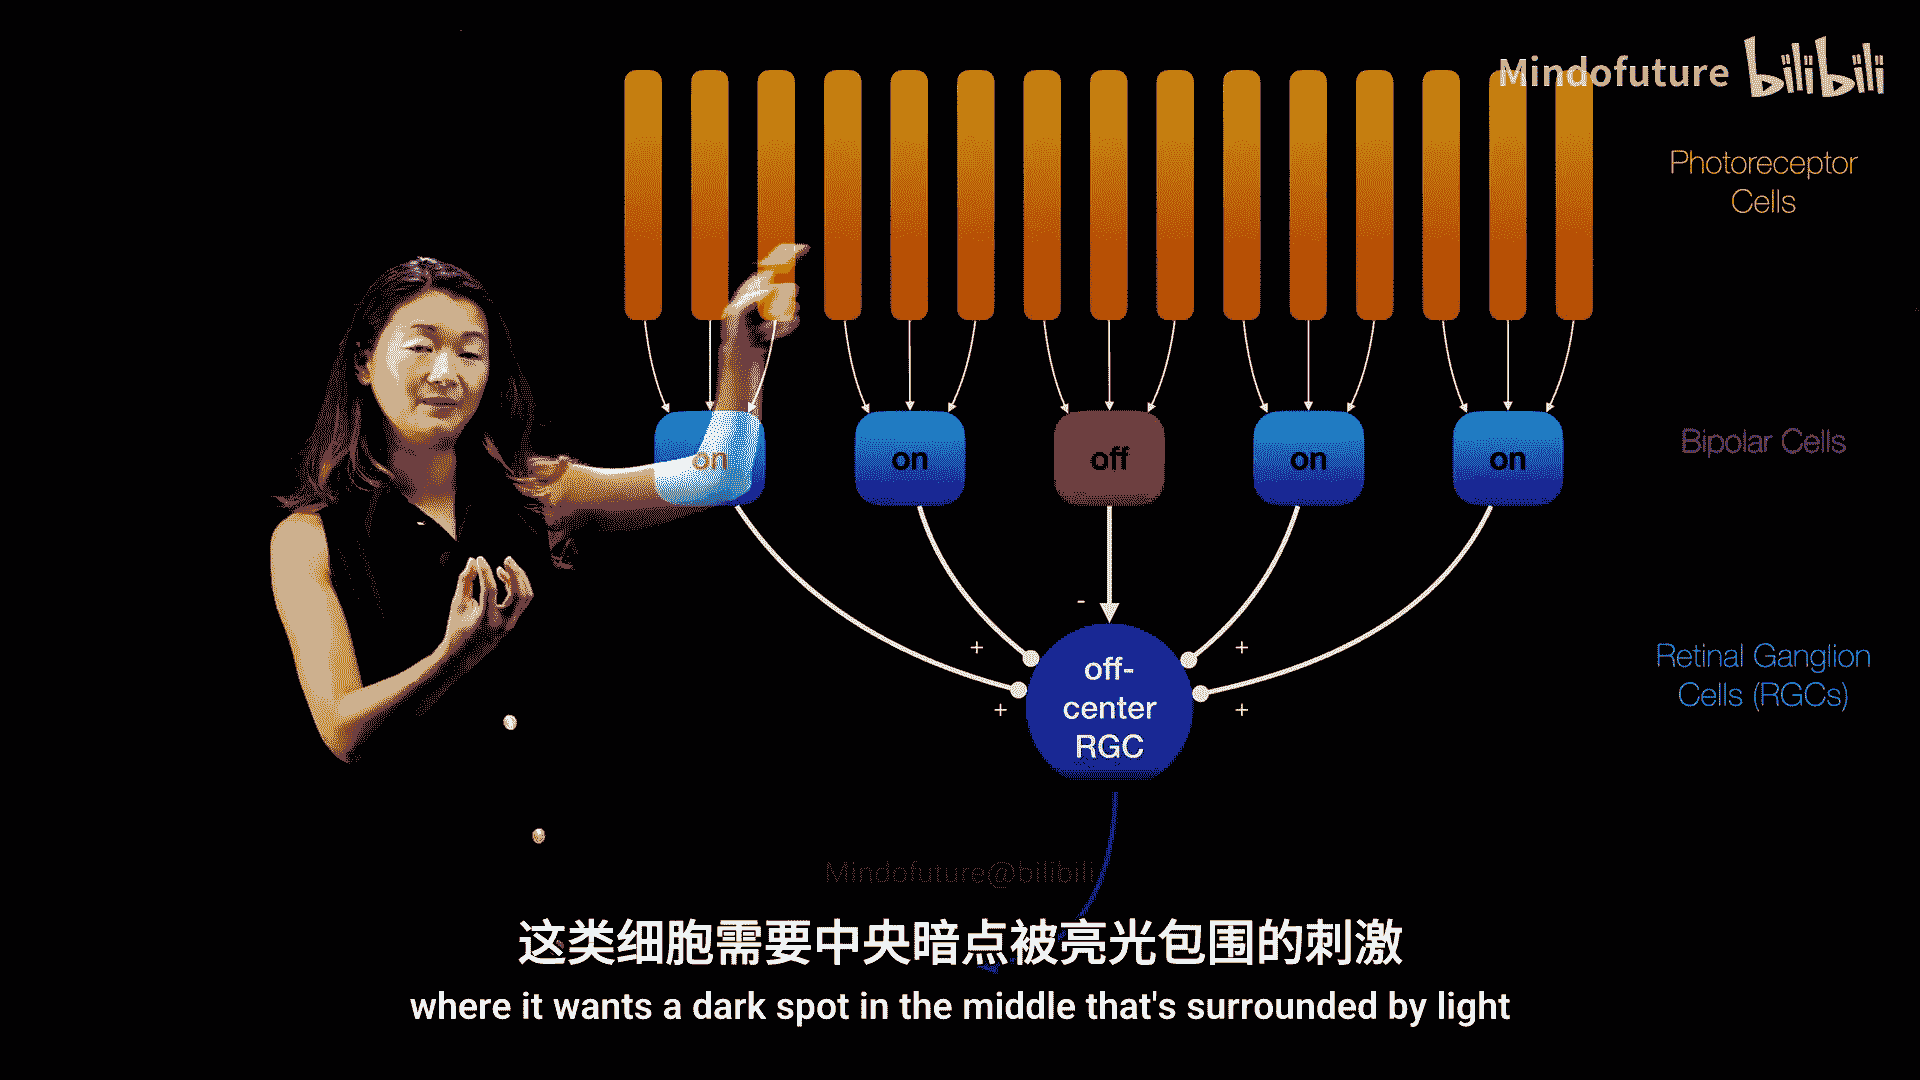 Mindofuture bilibili
Photoreceptor
Cells
on
on
off
on
on
Bipolar Cells
-
+
+
+
+
off-
center
RGC
Retinal Ganglion
Cells (RGCs)
Mindofuture@bilibili
这类细胞需要中央暗点被亮光包围的刺激
where it wants a dark spot in the middle that's surrounded by light